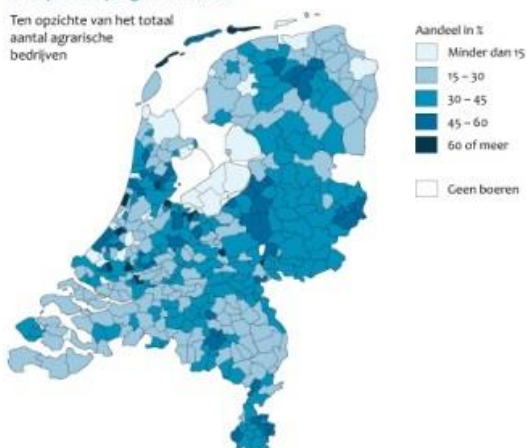 Ten opzichte van het totaal
aantal agrarische
bedrijven
Aandeel in %
Minder dan 15
15 – 30
30 – 45
45 – 60
60 of meer
Geen boeren